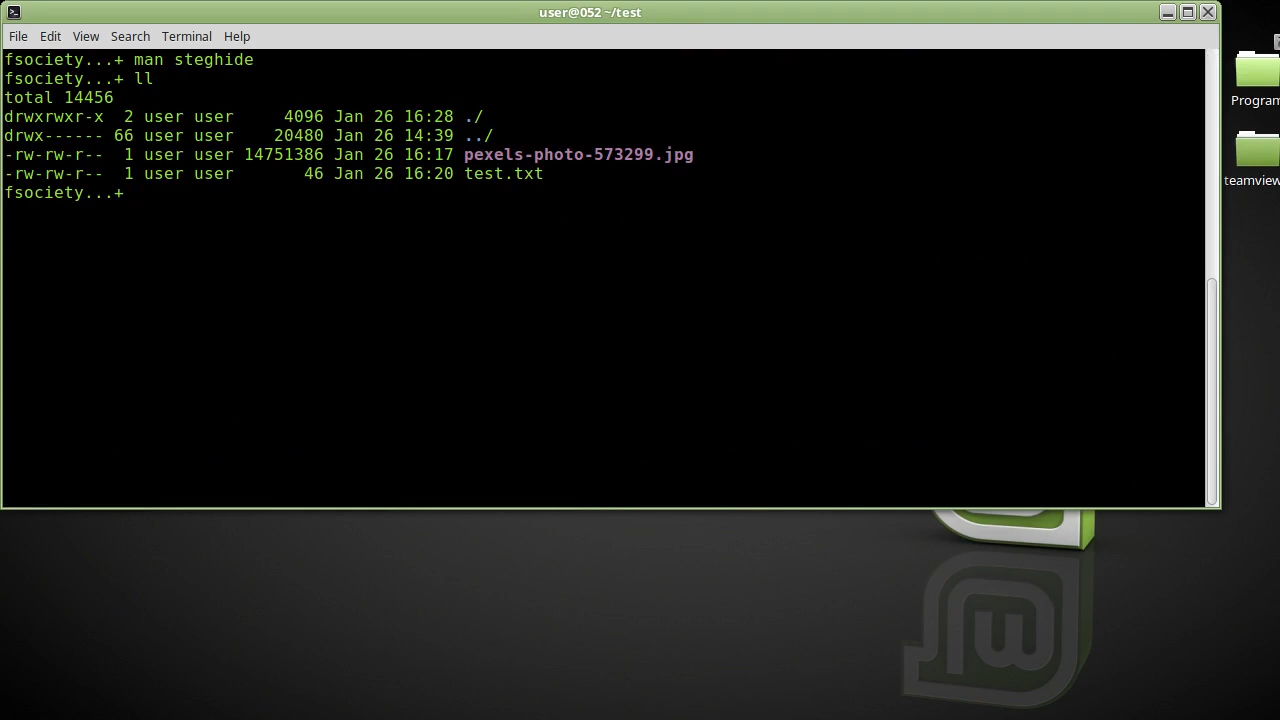 user@052 ~/test
File Edit View Search Terminal Help
fsociety...+ man steghide
fsociety...+ ll
total 14456
drwxrwxr-x  2 user user     4096 Jan 26 16:28 ./
drwx------ 66 user user    20480 Jan 26 14:39 ../
-rw-rw-r--  1 user user 14751386 Jan 26 16:17 pexels-photo-573299.jpg
-rw-rw-r--  1 user user       46 Jan 26 16:20 test.txt
fsociety...+
Program
teamview